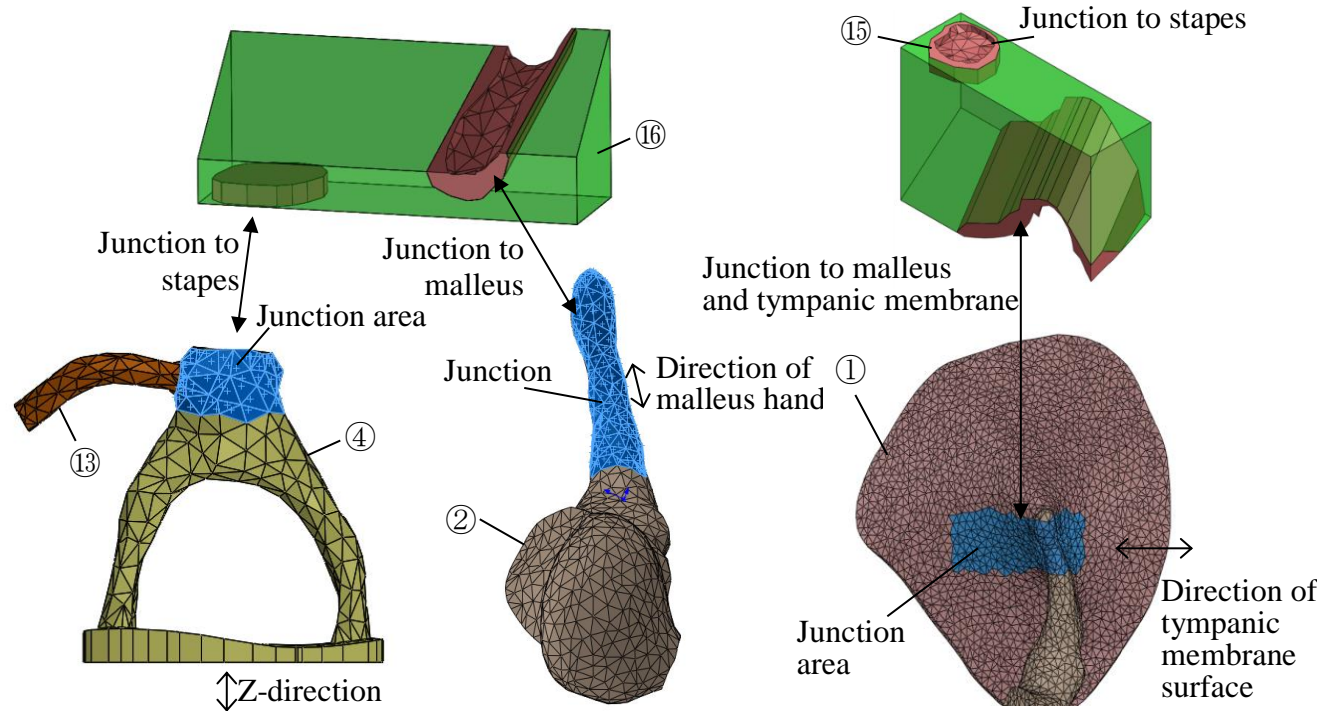 Junction to stapes
⑮
⑯
Junction to
stapes
Junction to
malleus
Junction to malleus
and tympanic membrane
Junction area
Junction
Direction of
malleus hand
①
⑬
④
②
Junction
area
Direction of
tympanic
membrane
surface
Z-direction